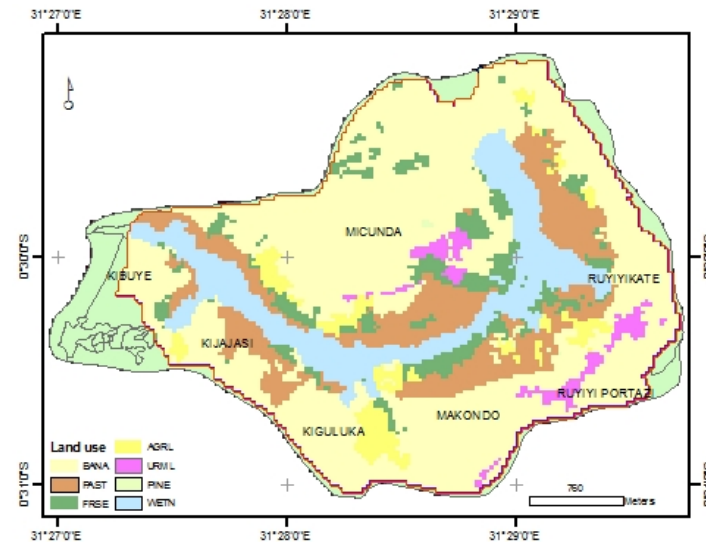 31°27'0"E 31°28'0"E 31°29'0"E
MICUNDA
0°30'0"S
KIBUYE
RUYIYIKATE
KIJAJASI
RUYIYI PORTAZI
MAKONDO
KIGULUKA
Land use
BANA
PAST
FRSE
AGRL
URML
PINE
WETN
760
Meters
0°31'0"S
31°27'0"E 31°28'0"E 31°29'0"E